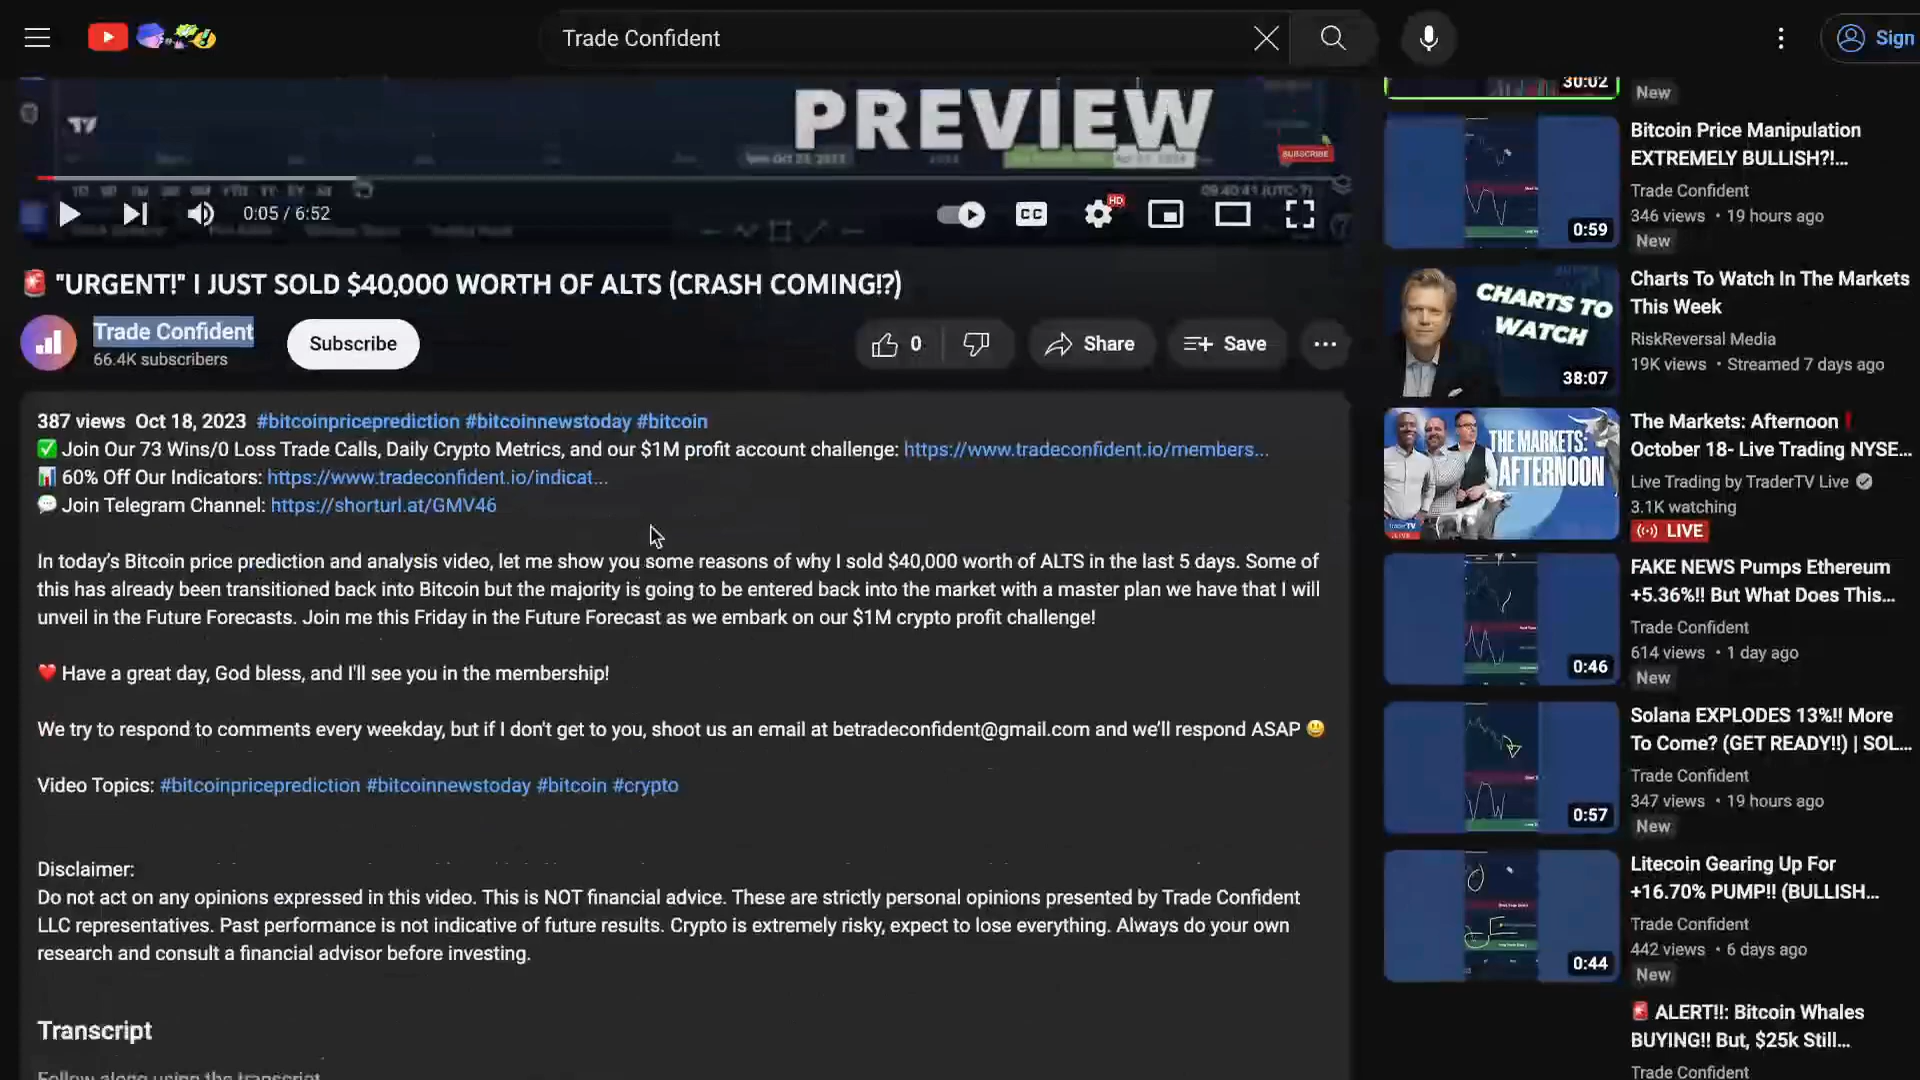 Trade Confident
Sign
PREVIEW
SUBSCRIBE
0:05 / 6:52
CC
HD
🚨 "URGENT!" I JUST SOLD $40,000 WORTH OF ALTS (CRASH COMING!?)
Trade Confident
66.4K subscribers
Subscribe
0
Share
Save
387 views Oct 18, 2023 #bitcoinpriceprediction #bitcoinnewstoday #bitcoin
✅ Join Our 73 Wins/0 Loss Trade Calls, Daily Crypto Metrics, and our $1M profit account challenge: https://www.tradeconfident.io/members...
📊 60% Off Our Indicators: https://www.tradeconfident.io/indicat...
💬 Join Telegram Channel: https://shorturl.at/GMV46
In today's Bitcoin price prediction and analysis video, let me show you some reasons of why I sold $40,000 worth of ALTS in the last 5 days. Some of
this has already been transitioned back into Bitcoin but the majority is going to be entered back into the market with a master plan we have that I will
unveil in the Future Forecasts. Join me this Friday in the Future Forecast as we embark on our $1M crypto profit challenge!
❤️ Have a great day, God bless, and I'll see you in the membership!
We try to respond to comments every weekday, but if I don't get to you, shoot us an email at betradeconfident@gmail.com and we'll respond ASAP 😃
Video Topics: #bitcoinpriceprediction #bitcoinnewstoday #bitcoin #crypto
Disclaimer:
Do not act on any opinions expressed in this video. This is NOT financial advice. These are strictly personal opinions presented by Trade Confident
LLC representatives. Past performance is not indicative of future results. Crypto is extremely risky, expect to lose everything. Always do your own
research and consult a financial advisor before investing.
Transcript
Follow along using the transcript.
30:02
New
0:59
Bitcoin Price Manipulation
EXTREMELY BULLISH?!...
Trade Confident
346 views • 19 hours ago
New
CHARTS TO
WATCH
38:07
Charts To Watch In The Markets
This Week
RiskReversal Media
19K views • Streamed 7 days ago
THE MARKETS:
AFTERNOON
The Markets: Afternoon❗
October 18- Live Trading NYSE...
Live Trading by TraderTV Live
3.1K watching
LIVE
0:46
FAKE NEWS Pumps Ethereum
+5.36%!! But What Does This...
Trade Confident
614 views • 1 day ago
New
0:57
Solana EXPLODES 13%!! More
To Come? (GET READY!!) | SOL...
Trade Confident
347 views • 19 hours ago
New
0:44
Litecoin Gearing Up For
+16.70% PUMP!! (BULLISH...
Trade Confident
442 views • 6 days ago
New
🚨 ALERT!!: Bitcoin Whales
BUYING!! But, $25k Still...
Trade Confident